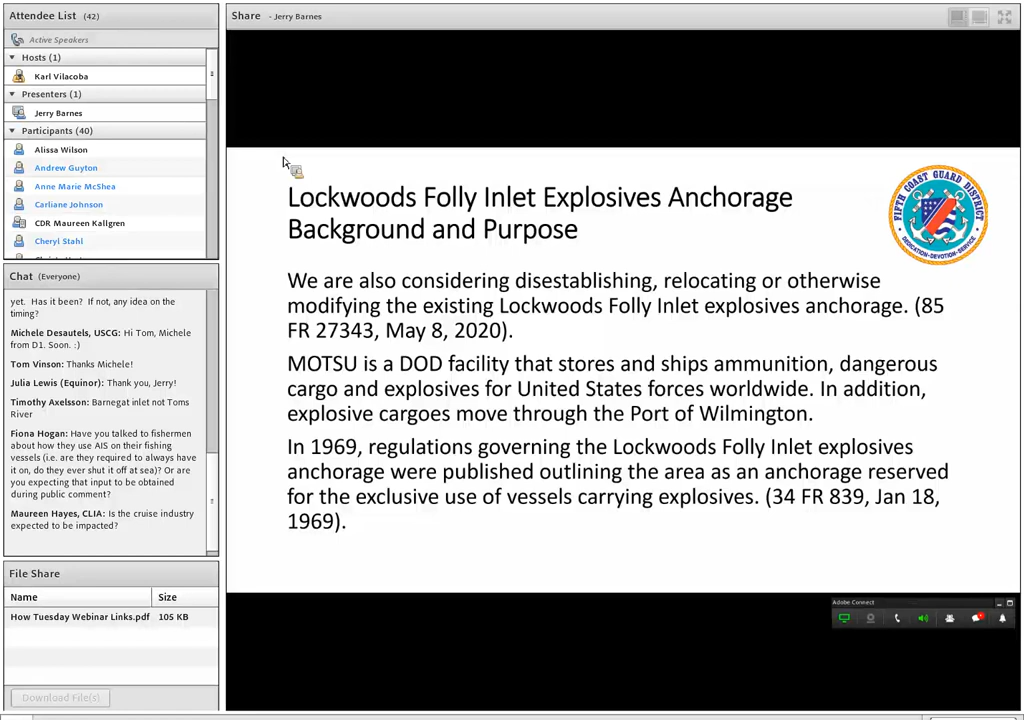 Attendee List (42)
Active Speakers
Hosts (1)
Karl Vilacoba
Presenters (1)
Jerry Barnes
Participants (40)
Alissa Wilson
Andrew Guyton
Anne Marie McShea
Carliane Johnson
CDR Maureen Kallgren
Cheryl Stahl
Chat (Everyone)
yet. Has it been? If not, any idea on the
timing?
Michele Desautels, USCG: Hi Tom, Michele
from D1. Soon. :)
Tom Vinson: Thanks Michele!
Julia Lewis (Equinor): Thank you, Jerry!
Timothy Axelsson: Barnegat inlet not Toms
River
Fiona Hogan: Have you talked to fishermen
about how they use AIS on their fishing
vessels (i.e. are they required to always have
it on, do they ever shut it off at sea)? Or are
you expecting that input to be obtained
during public comment?
Maureen Hayes, CLIA: Is the cruise industry
expected to be impacted?
File Share
Name Size
How Tuesday Webinar Links.pdf 105 KB
Download File(s)
Share - Jerry Barnes
Lockwoods Folly Inlet Explosives Anchorage
Background and Purpose
FIFTH COAST GUARD DISTRICT
DEDICATION-DEVOTION-SERVICE
We are also considering disestablishing, relocating or otherwise
modifying the existing Lockwoods Folly Inlet explosives anchorage. (85
FR 27343, May 8, 2020).
MOTSU is a DOD facility that stores and ships ammunition, dangerous
cargo and explosives for United States forces worldwide. In addition,
explosive cargoes move through the Port of Wilmington.
In 1969, regulations governing the Lockwoods Folly Inlet explosives
anchorage were published outlining the area as an anchorage reserved
for the exclusive use of vessels carrying explosives. (34 FR 839, Jan 18,
1969).
Adobe Connect